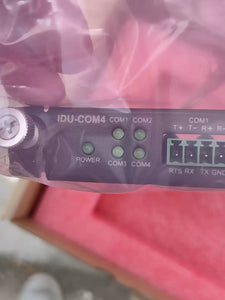 IDU-COM4 COM1 COM2
POWER COM3 COM4
COM1
T+ T- R+ R-
RTS RX TX GND